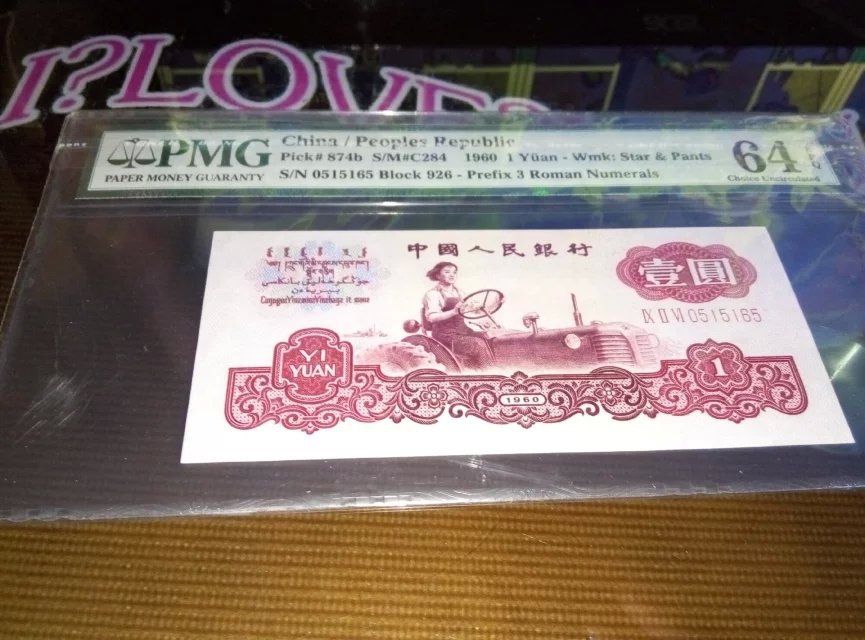 I?LOVE
PMG
PAPER MONEY GUARANTY
China / Peoples Republic
Pick# 874b S/M#C284 1960 1 Yüan - Wmk: Star & Pants
S/N 0515165 Block 926 - Prefix 3 Roman Numerals
64
Choice Uncirculated
中國人民銀行
壹圓
IX II VI 0515165
YI
YUAN
1
1960